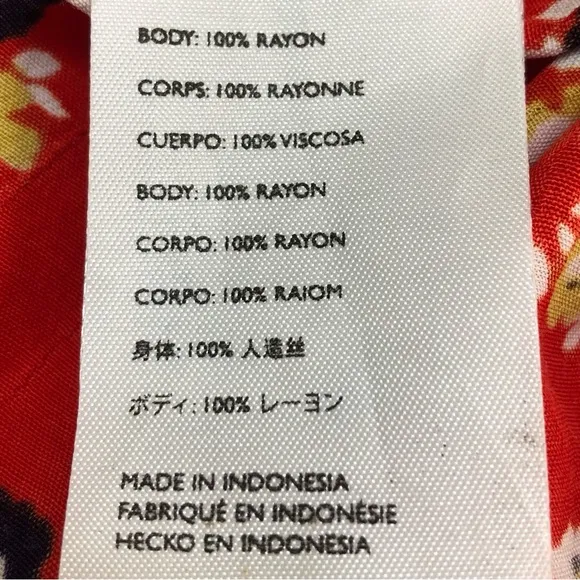 BODY: 100% RAYON
CORPS: 100% RAYONNE
CUERPO: 100% VISCOSA
BODY: 100% RAYON
CORPO: 100% RAYON
CORPO: 100% RAIOM
身体: 100% 人造丝
ボディ: 100% レーヨン
MADE IN INDONESIA
FABRIQUÉ EN INDONÉSIE
HECKO EN INDONESIA